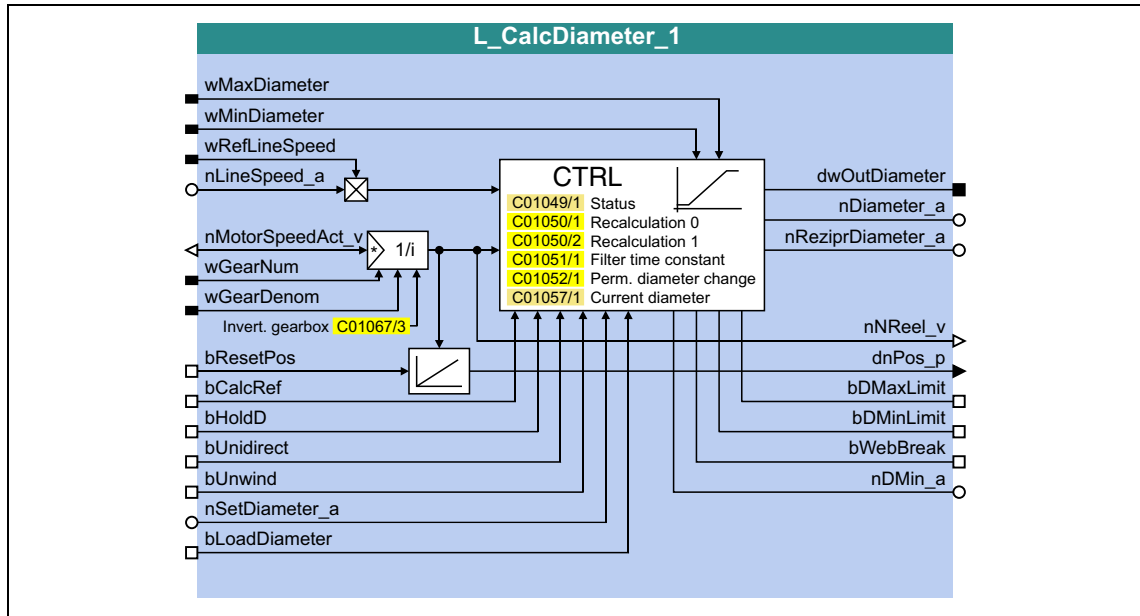 L_CalcDiameter_1
wMaxDiameter
wMinDiameter
wRefLineSpeed
nLineSpeed_a
nMotorSpeedAct_v
wGearNum
wGearDenom
Invert. gearbox C01067/3
bResetPos
bCalcRef
bHoldD
bUnidirect
bUnwind
nSetDiameter_a
bLoadDiameter
* 1/i
CTRL
C01049/1 Status
C01050/1 Recalculation 0
C01050/2 Recalculation 1
C01051/1 Filter time constant
C01052/1 Perm. diameter change
C01057/1 Current diameter
dwOutDiameter
nDiameter_a
nReziprDiameter_a
nNReel_v
dnPos_p
bDMaxLimit
bDMinLimit
bWebBreak
nDMin_a